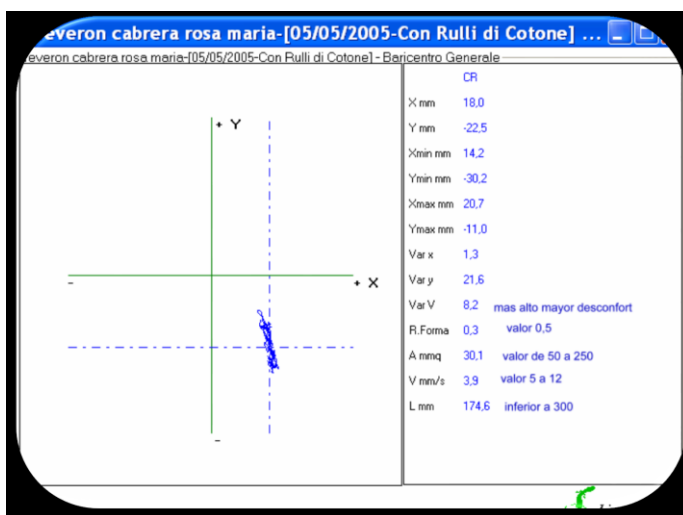 everon cabrera rosa maria-[05/05/2005-Con Rulli di Cotone] ...
everon cabrera rosa maria-[05/05/2005-Con Rulli di Cotone] - Baricentro Generale
CR
X mm 18,0
Y mm -22,5
Xmin mm 14,2
Ymin mm -30,2
Xmax mm 20,7
Ymax mm -11,0
Var x 1,3
Var y 21,6
Var V 8,2 mas alto mayor desconfort
R.Forma 0,3 valor 0,5
A mmq 30,1 valor de 50 a 250
V mm/s 3,9 valor 5 a 12
L mm 174,6 inferior a 300
+ Y
- + X
-